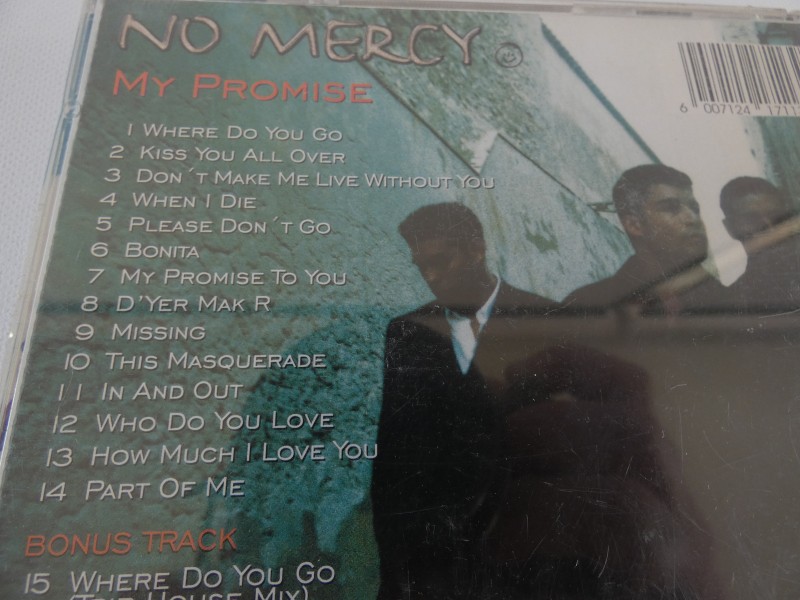 NO MERCY
MY PROMISE
6 007124 1711
1 WHERE DO YOU GO
2 KISS YOU ALL OVER
3 DON´T MAKE ME LIVE WITHOUT YOU
4 WHEN I DIE
5 PLEASE DON´T GO
6 BONITA
7 MY PROMISE TO YOU
8 D'YER MAK R
9 MISSING
10 THIS MASQUERADE
11 IN AND OUT
12 WHO DO YOU LOVE
13 HOW MUCH I LOVE YOU
14 PART OF ME
BONUS TRACK
15 WHERE DO YOU GO
HOUSE MIX)